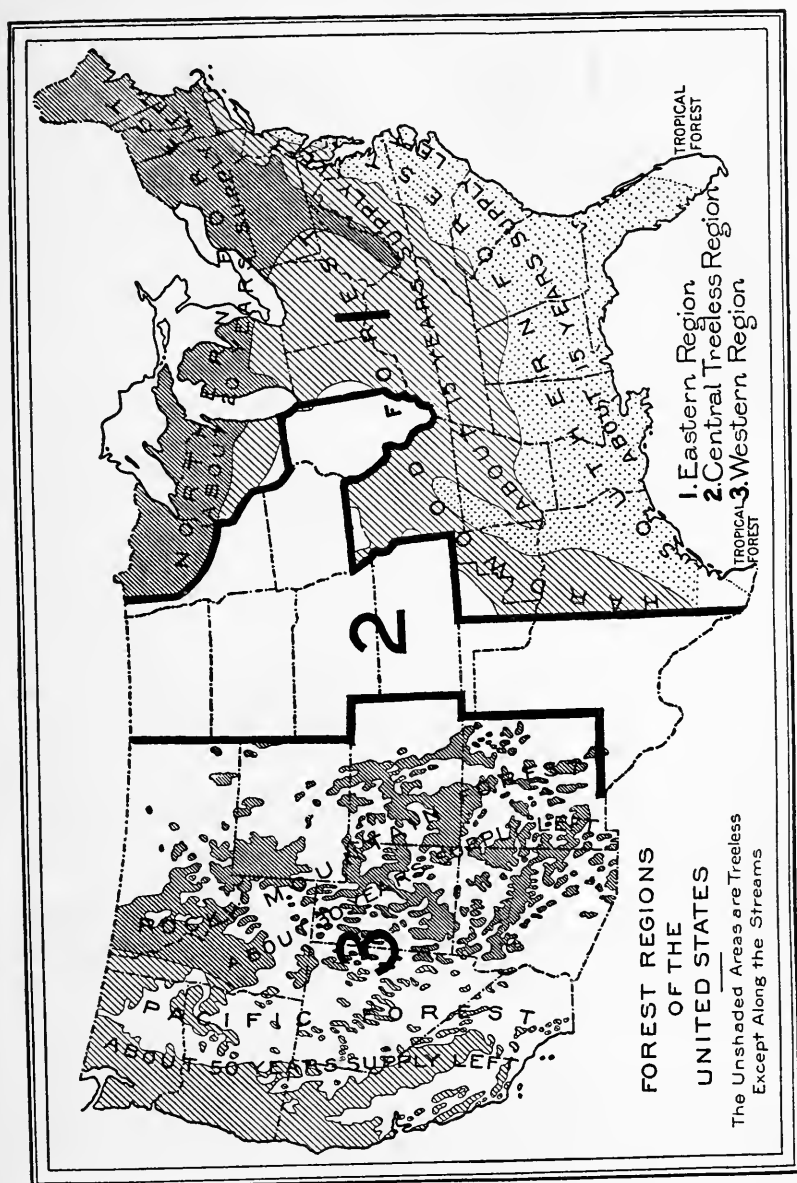 NORTHERN FOREST
ABOUT 20 YEARS SUPPLY LEFT
HARDWOOD FOREST
ABOUT 15 YEARS SUPPLY LEFT
SOUTHERN FOREST
ABOUT 15 YEARS SUPPLY LEFT
ROCKY MOUNTAIN FOREST
ABOUT 30 YEARS SUPPLY LEFT
PACIFIC FOREST
ABOUT 50 YEARS SUPPLY LEFT
1
2
3
TROPICAL
FOREST
TROPICAL
FOREST
1. Eastern Region
2. Central Treeless Region
3. Western Region
FOREST REGIONS
OF THE
UNITED STATES
The Unshaded Areas are Treeless
Except Along the Streams